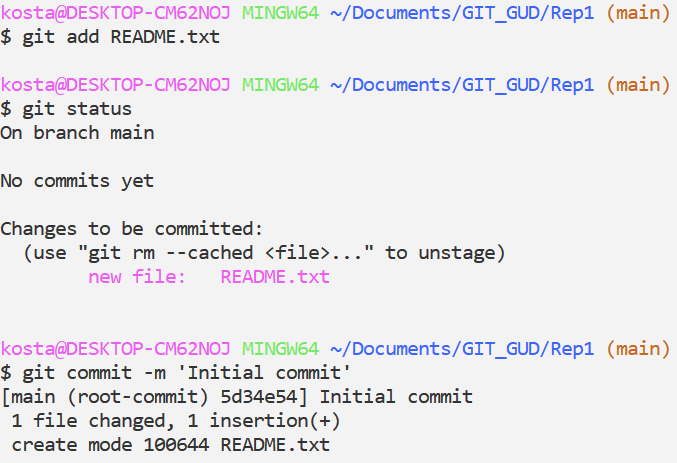 kosta@DESKTOP-CM62NOJ MINGW64 ~/Documents/GIT_GUD/Rep1 (main)
$ git add README.txt
kosta@DESKTOP-CM62NOJ MINGW64 ~/Documents/GIT_GUD/Rep1 (main)
$ git status
On branch main
No commits yet
Changes to be committed:
  (use "git rm --cached <file>..." to unstage)
        new file:   README.txt
kosta@DESKTOP-CM62NOJ MINGW64 ~/Documents/GIT_GUD/Rep1 (main)
$ git commit -m 'Initial commit'
[main (root-commit) 5d34e54] Initial commit
 1 file changed, 1 insertion(+)
 create mode 100644 README.txt